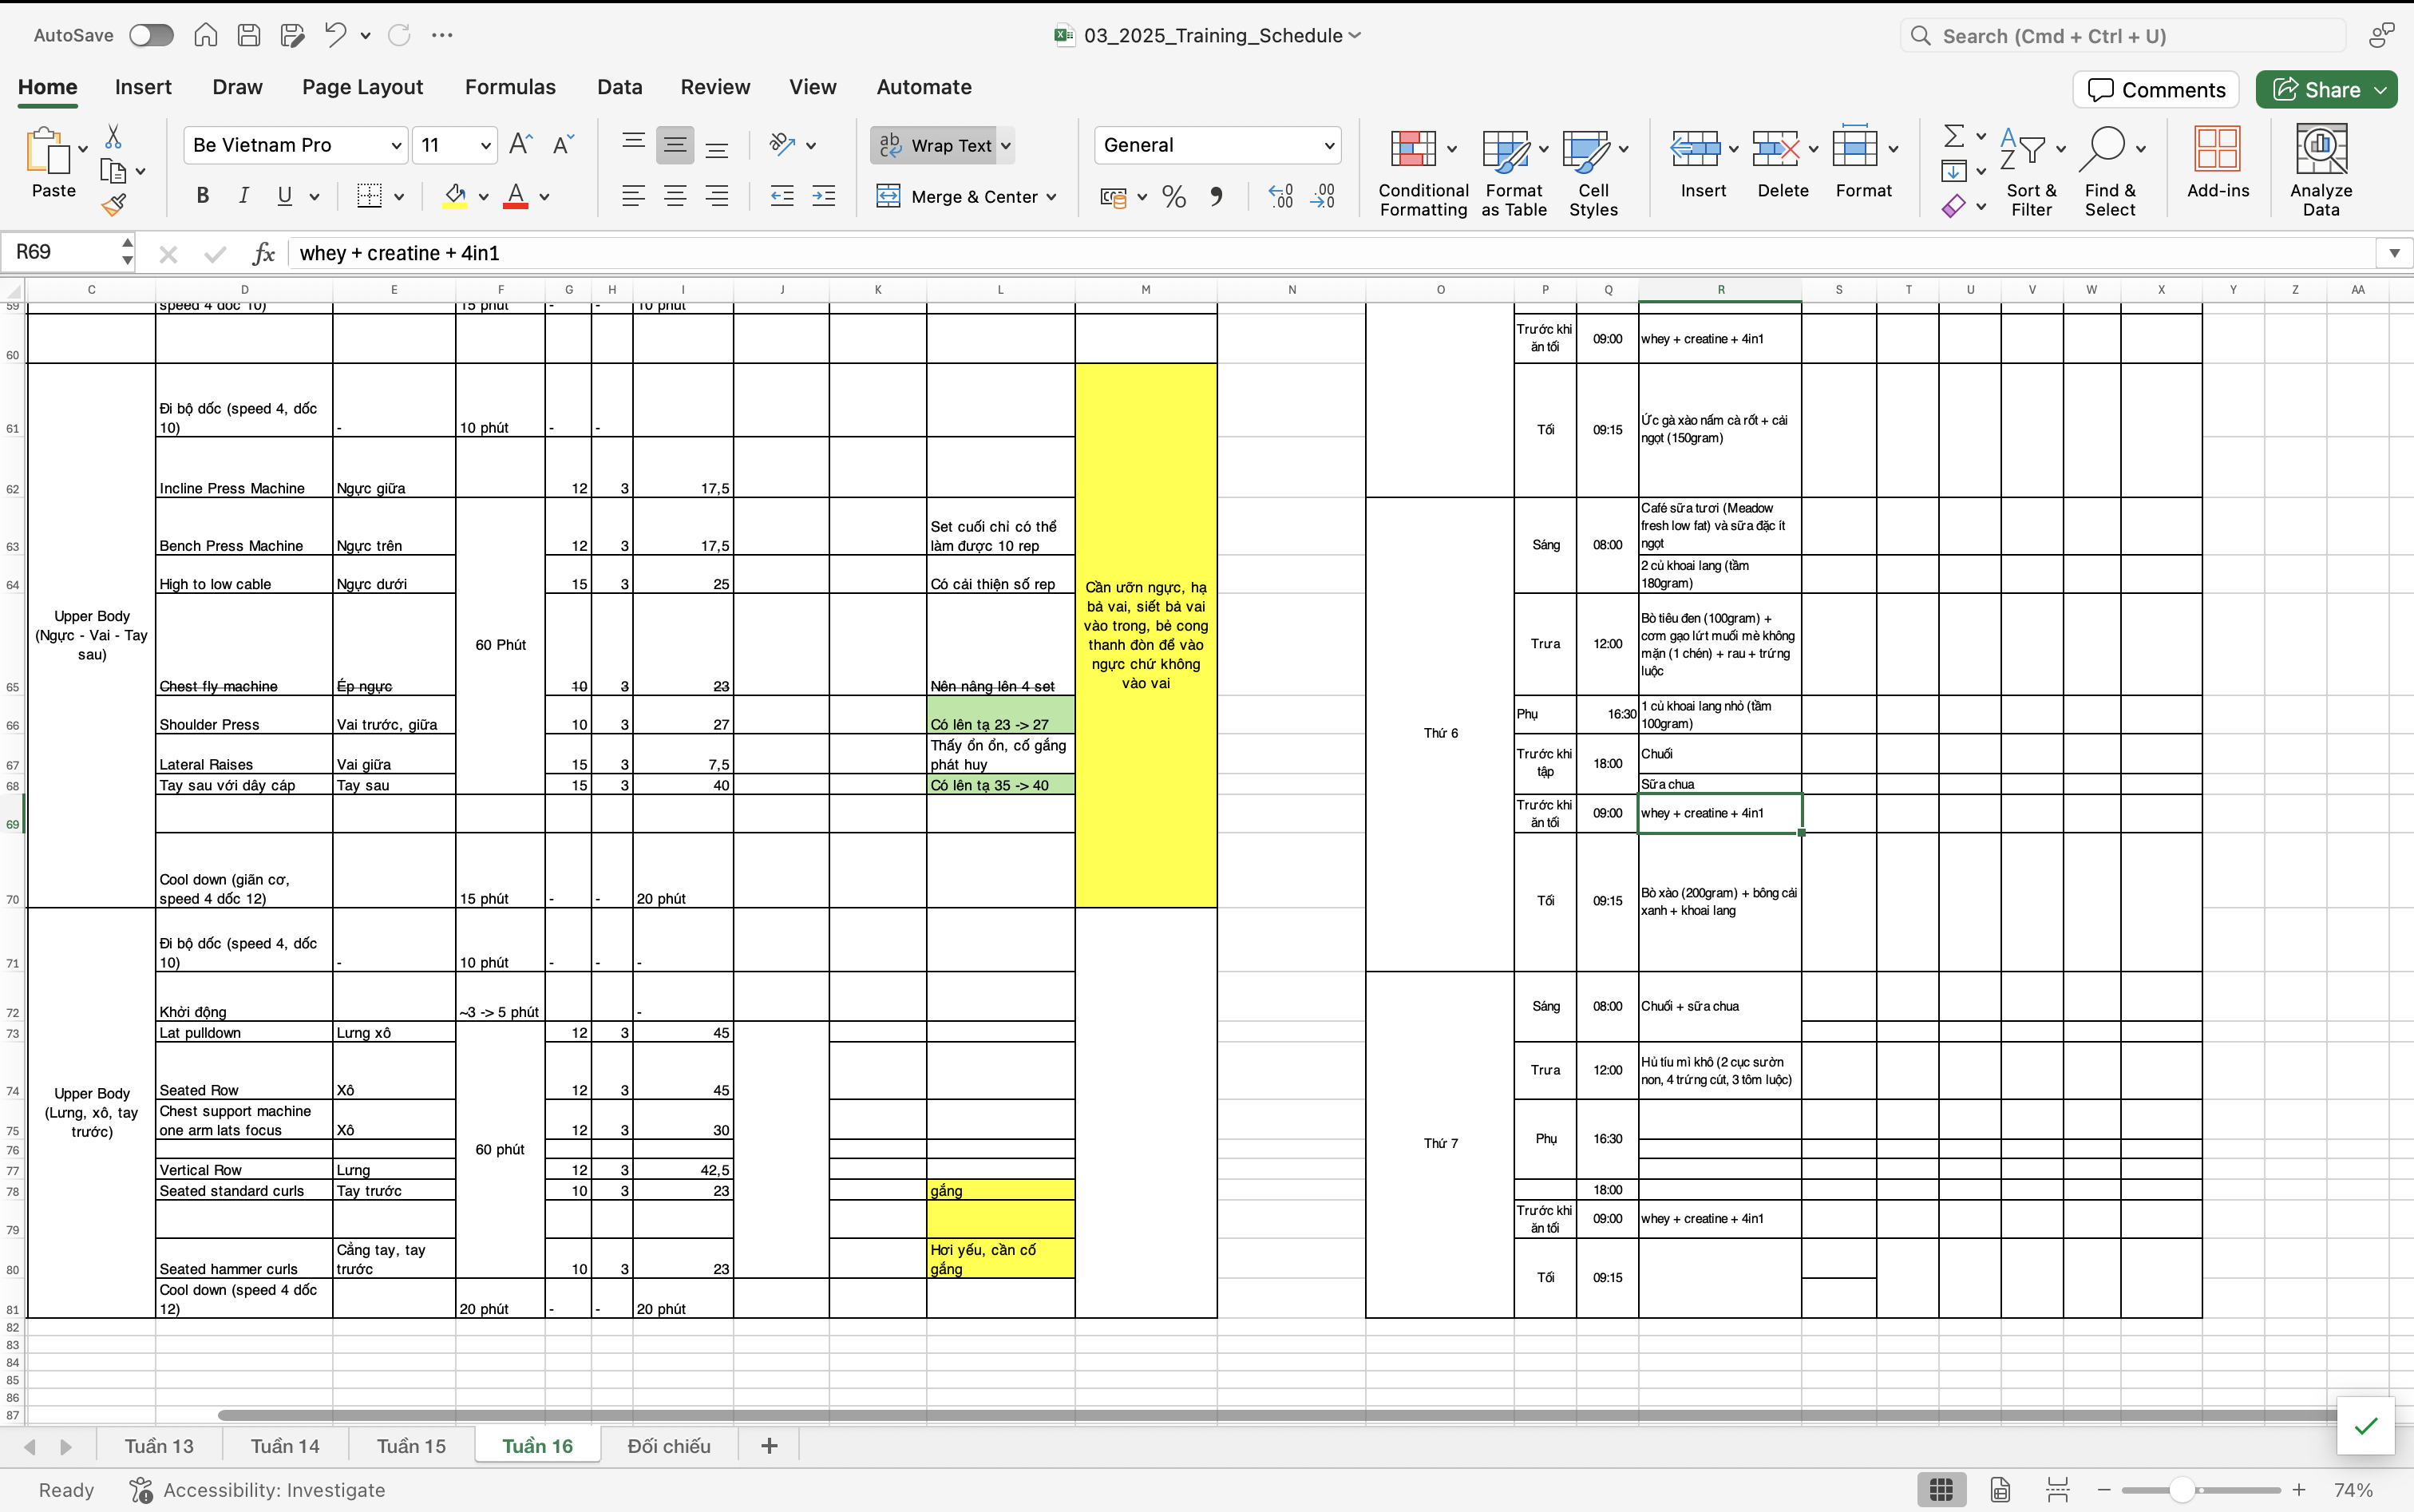 AutoSave
03_2025_Training_Schedule
Search (Cmd + Ctrl + U)
Home Insert Draw Page Layout Formulas Data Review View Automate
Comments
Share
Paste
Be Vietnam Pro
11
B I U
Wrap Text
Merge & Center
General
Conditional Formatting
Format as Table
Cell Styles
Insert
Delete
Format
Sort & Filter
Find & Select
Add-ins
Analyze Data
R69
fx
whey + creatine + 4in1
C D E F G H I J K L M N O P Q R S T U V W X Y Z AA
59 speed 4 dốc 10) 15 phút - - 10 phút
60
Upper Body
(Ngực - Vai - Tay
sau)
61 Đi bộ dốc (speed 4, dốc
10) - 10 phút - -
62 Incline Press Machine Ngực giữa 12 3 17,5
60 Phút
63 Bench Press Machine Ngực trên 12 3 17,5 Set cuối chỉ có thể
làm được 10 rep
64 High to low cable Ngực dưới 15 3 25 Có cải thiện số rep
65 Chest fly machine Ép ngực 10 3 23 Nên nâng lên 4 set
66 Shoulder Press Vai trước, giữa 10 3 27 Có lên tạ 23 -> 27
67 Lateral Raises Vai giữa 15 3 7,5 Thấy ổn ổn, cố gắng
phát huy
68 Tay sau với dây cáp Tay sau 15 3 40 Có lên tạ 35 -> 40
69
70 Cool down (giãn cơ,
speed 4 dốc 12) 15 phút - - 20 phút
Cần ưỡn ngực, hạ
bả vai, siết bả vai
vào trong, bẻ cong
thanh đòn để vào
ngực chứ không
vào vai
Upper Body
(Lưng, xô, tay
trước)
71 Đi bộ dốc (speed 4, dốc
10) - 10 phút - - -
72 Khởi động ~3 -> 5 phút -
60 phút
73 Lat pulldown Lưng xô 12 3 45
74 Seated Row Xô 12 3 45
75 Chest support machine
one arm lats focus Xô 12 3 30
76
77 Vertical Row Lưng 12 3 42,5
78 Seated standard curls Tay trước 10 3 23 gắng
79
80 Seated hammer curls Cẳng tay, tay
trước 10 3 23 Hơi yếu, cần cố
gắng
81 Cool down (speed 4 dốc
12) 20 phút - - 20 phút
82
83
84
85
86
87
Trước khi
ăn tối 09:00 whey + creatine + 4in1
Tối 09:15 Ức gà xào nấm cà rốt + cải
ngọt (150gram)
Thứ 6
Sáng 08:00 Café sữa tươi (Meadow
fresh low fat) và sữa đặc ít
ngọt
2 củ khoai lang (tầm
180gram)
Trưa 12:00 Bò tiêu đen (100gram) +
cơm gạo lứt muối mè không
mặn (1 chén) + rau + trứng
luộc
Phụ 16:30 1 củ khoai lang nhỏ (tầm
100gram)
Trước khi
tập 18:00 Chuối
Sữa chua
Trước khi
ăn tối 09:00 whey + creatine + 4in1
Tối 09:15 Bò xào (200gram) + bông cải
xanh + khoai lang
Thứ 7
Sáng 08:00 Chuối + sữa chua
Trưa 12:00 Hủ tíu mì khô (2 cục sườn
non, 4 trứng cút, 3 tôm luộc)
Phụ 16:30
18:00
Trước khi
ăn tối 09:00 whey + creatine + 4in1
Tối 09:15
Tuần 13 Tuần 14 Tuần 15 Tuần 16 Đối chiếu +
Ready
Accessibility: Investigate
74%